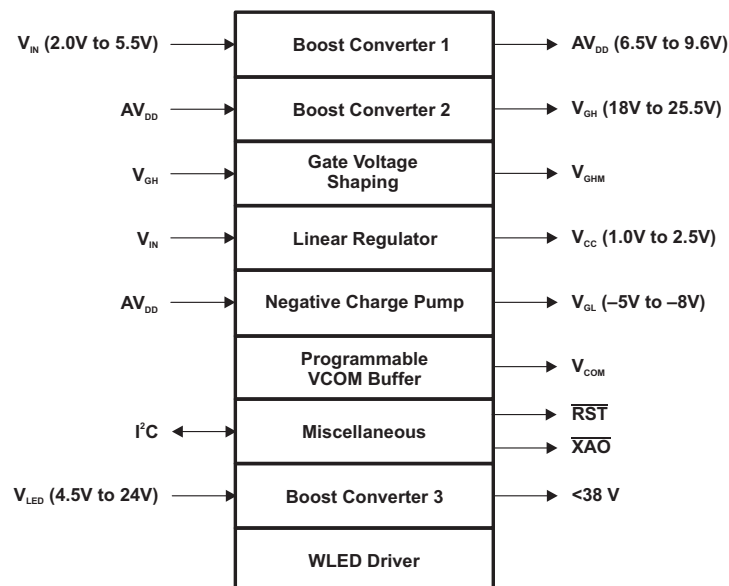 V_IN (2.0V to 5.5V) Boost Converter 1 AV_DD (6.5V to 9.6V)
AV_DD Boost Converter 2 V_GH (18V to 25.5V)
V_GH Gate Voltage
Shaping V_GHM
V_IN Linear Regulator V_CC (1.0V to 2.5V)
AV_DD Negative Charge Pump V_GL (–5V to –8V)
Programmable
VCOM Buffer V_COM
I²C Miscellaneous R̅S̅T̅
X̅A̅O̅
V_LED (4.5V to 24V) Boost Converter 3 <38 V
WLED Driver